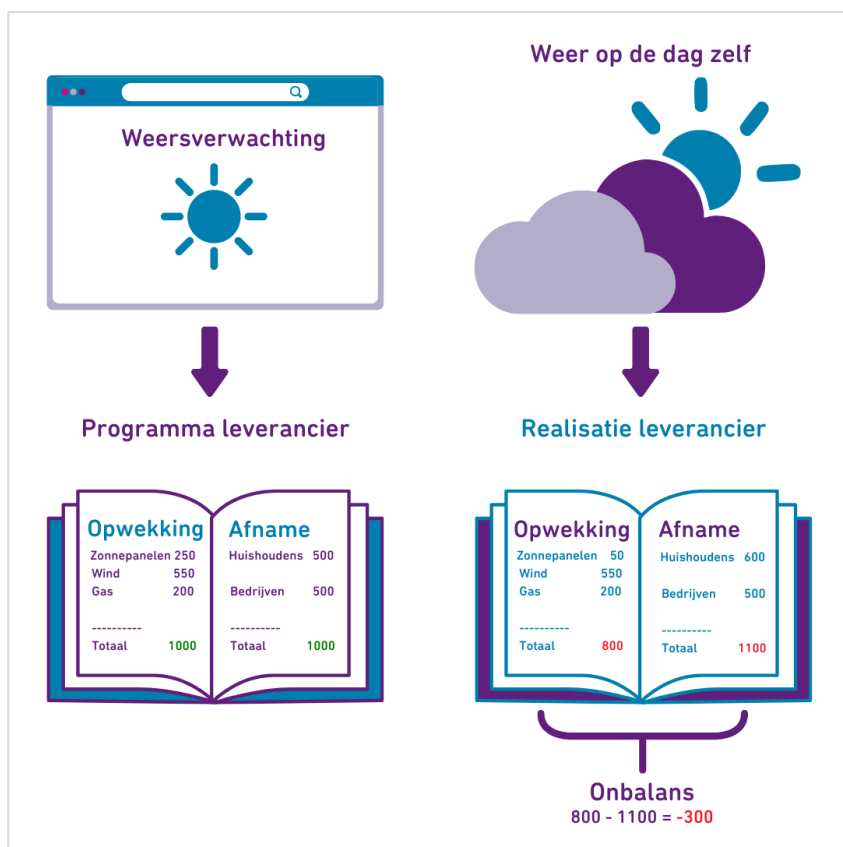 Weersverwachting
Programma leverancier
Opwekking
Zonnepanelen 250
Wind 550
Gas 200
----------
Totaal 1000
Afname
Huishoudens 500
Bedrijven 500
----------
Totaal 1000
Weer op de dag zelf
Realisatie leverancier
Opwekking
Zonnepanelen 50
Wind 550
Gas 200
----------
Totaal 800
Afname
Huishoudens 600
Bedrijven 500
----------
Totaal 1100
Onbalans
800 - 1100 = -300